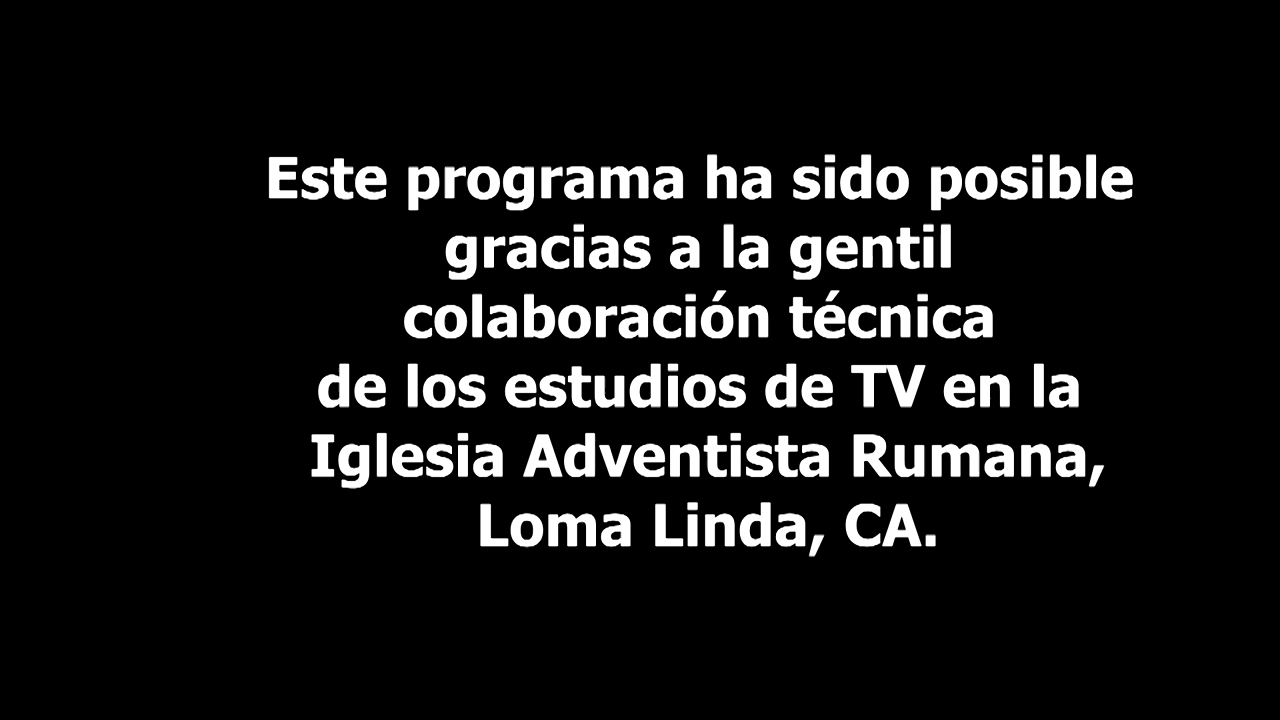 Este programa ha sido posible
gracias a la gentil
colaboración técnica
de los estudios de TV en la
Iglesia Adventista Rumana,
Loma Linda, CA.